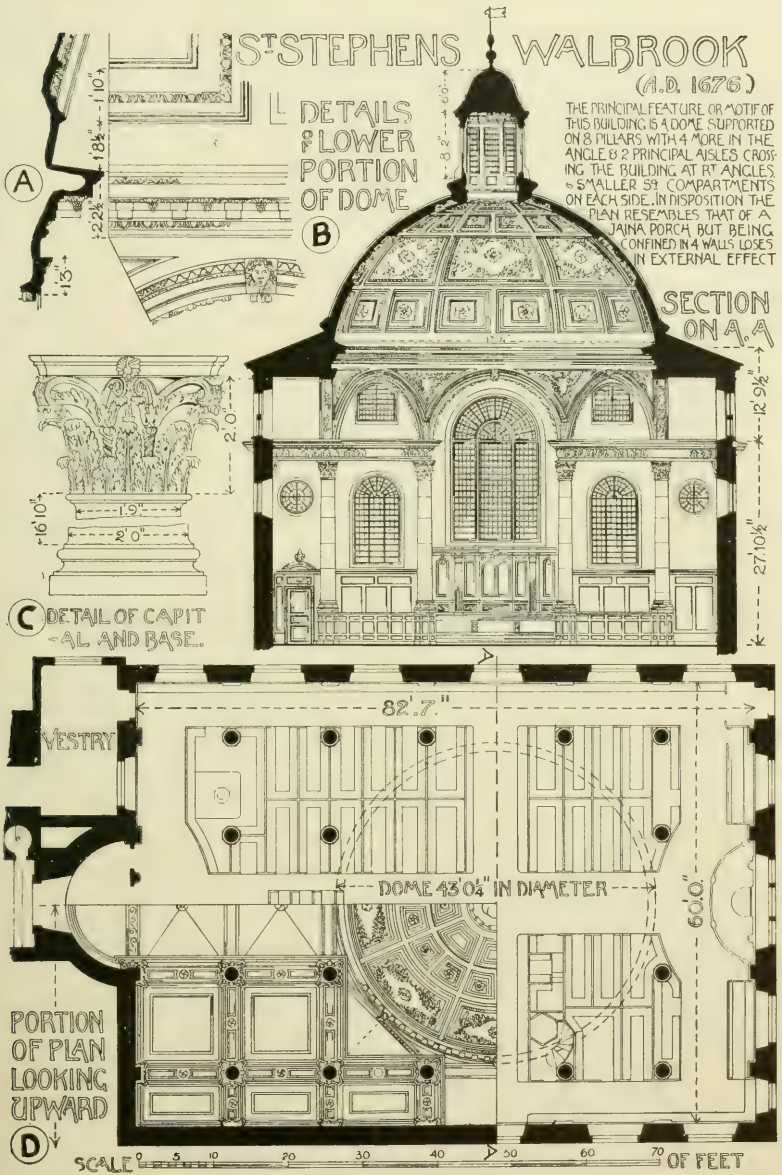 ST STEPHENS WALBROOK
(A.D. 1676)
THE PRINCIPAL FEATURE, OR MOTIF OF
THIS BUILDING IS A DOME SUPPORTED
ON 8 PILLARS WITH 4 MORE IN THE
ANGLE & 2 PRINCIPAL AISLES CROSS-
ING THE BUILDING AT RT ANGLES,
& SMALLER SQ COMPARTMENTS
ON EACH SIDE. IN DISPOSITION THE
PLAN RESEMBLES THAT OF A
JAINA PORCH, BUT BEING
CONFINED IN 4 WALLS LOSES
IN EXTERNAL EFFECT
DETAILS
OF LOWER
PORTION
OF DOME
A
B
1'10"
1'8½"
2'2½"
1'3"
6'0"
8'2"
SECTION
ON A.A
12'9½"
27'10½"
2'0"
1'9"
2'0"
16'10"
C
DETAIL OF CAPIT
-AL AND BASE.
A
VESTRY
82'.7."
DOME 43'0¼" IN DIAMETER
60'.0."
PORTION
OF PLAN
LOOKING
UPWARD
D
A
SCALE 0 5 10 20 30 40 50 60 70 OF FEET